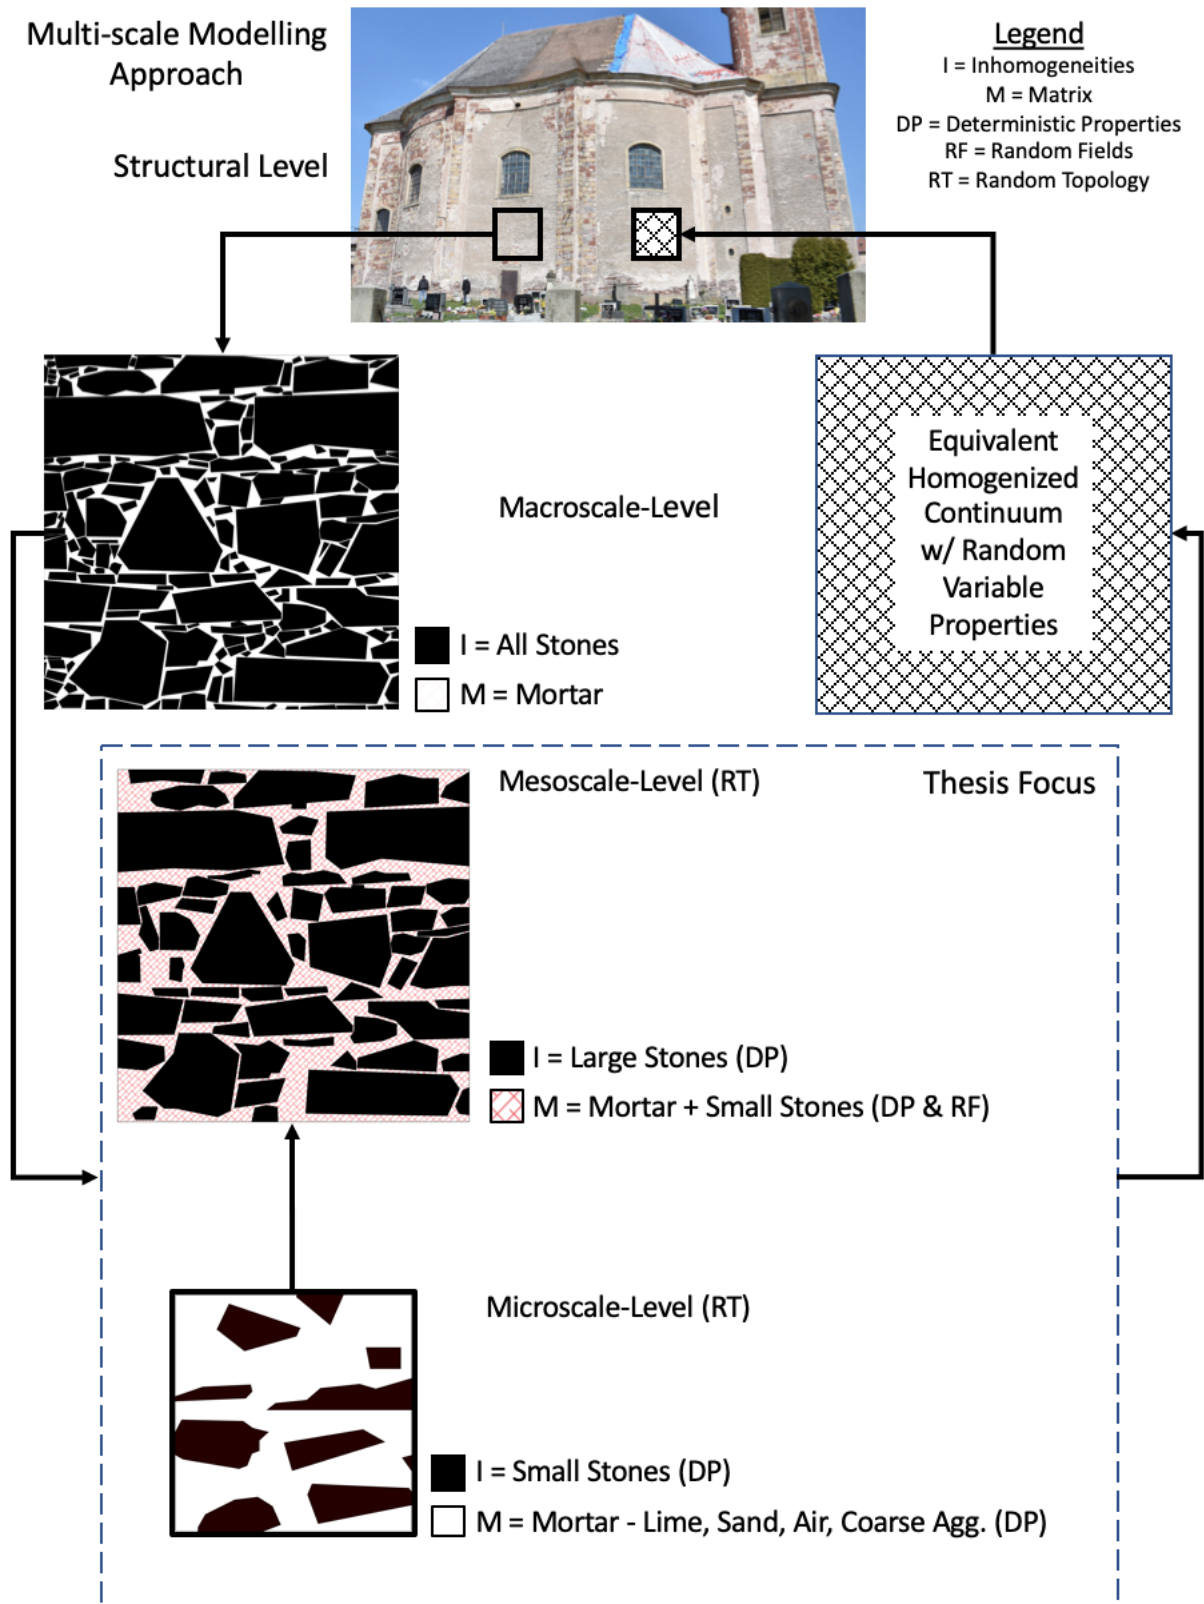 Multi-scale Modelling
Approach
Structural Level
Legend
I = Inhomogeneities
M = Matrix
DP = Deterministic Properties
RF = Random Fields
RT = Random Topology
Macroscale-Level
I = All Stones
M = Mortar
Equivalent
Homogenized
Continuum
w/ Random
Variable
Properties
Mesoscale-Level (RT)
Thesis Focus
I = Large Stones (DP)
M = Mortar + Small Stones (DP & RF)
Microscale-Level (RT)
I = Small Stones (DP)
M = Mortar - Lime, Sand, Air, Coarse Agg. (DP)